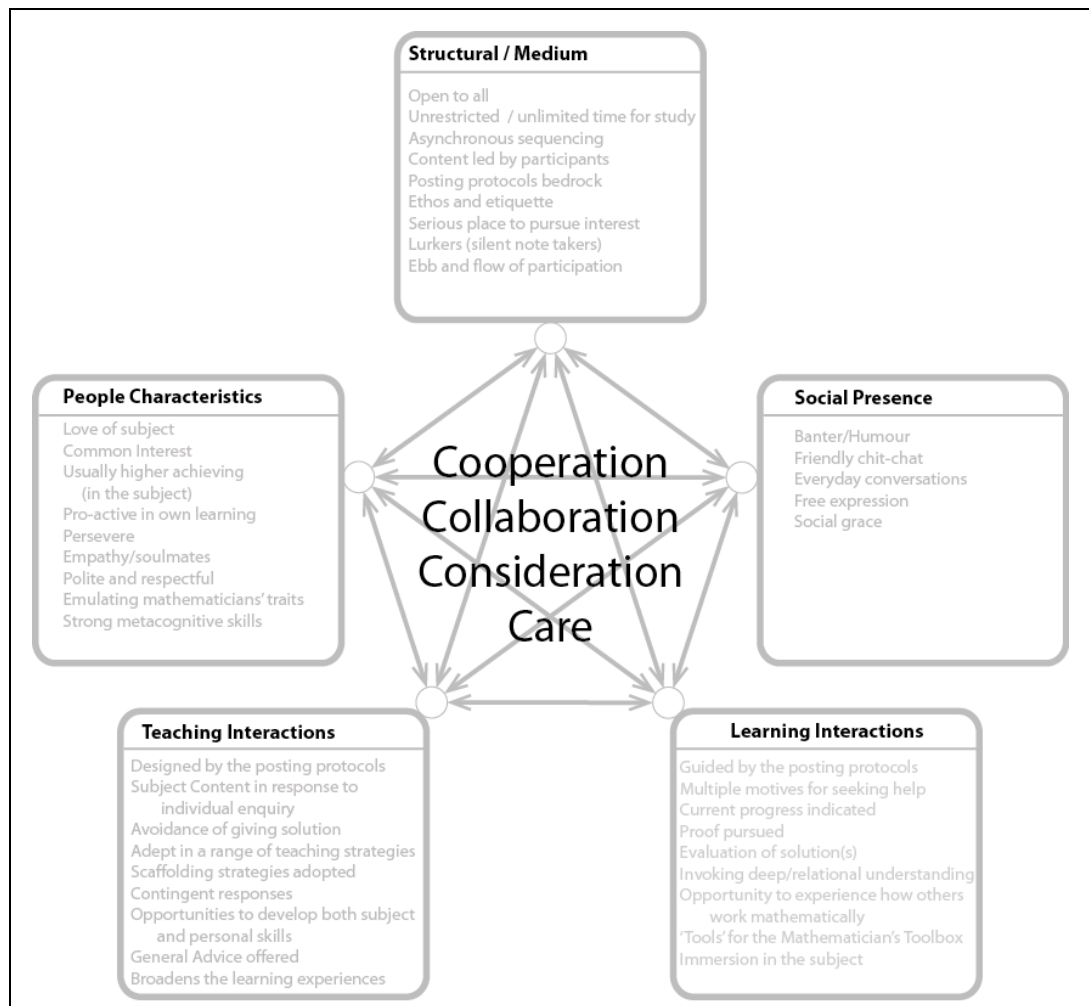 Structural / Medium
Open to all
Unrestricted / unlimited time for study
Asynchronous sequencing
Content led by participants
Posting protocols bedrock
Ethos and etiquette
Serious place to pursue interest
Lurkers (silent note takers)
Ebb and flow of participation
People Characteristics
Love of subject
Common Interest
Usually higher achieving
(in the subject)
Pro-active in own learning
Persevere
Empathy/soulmates
Polite and respectful
Emulating mathematicians' traits
Strong metacognitive skills
Cooperation
Collaboration
Consideration
Care
Social Presence
Banter/Humour
Friendly chit-chat
Everyday conversations
Free expression
Social grace
Teaching Interactions
Designed by the posting protocols
Subject Content in response to
individual enquiry
Avoidance of giving solution
Adept in a range of teaching strategies
Scaffolding strategies adopted
Contingent responses
Opportunities to develop both subject
and personal skills
General Advice offered
Broadens the learning experiences
Learning Interactions
Guided by the posting protocols
Multiple motives for seeking help
Current progress indicated
Proof pursued
Evaluation of solution(s)
Invoking deep/relational understanding
Opportunity to experience how others
work mathematically
'Tools' for the Mathematician's Toolbox
Immersion in the subject